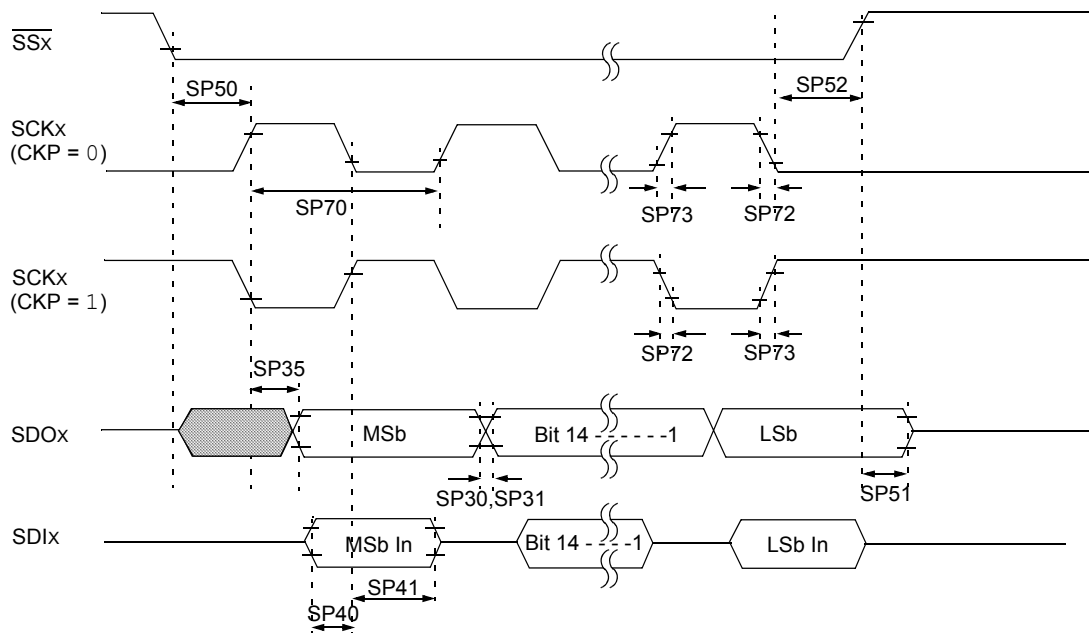 SSx
SP50
SP52
SCKx
(CKP = 0)
SP70
SP73
SP72
SCKx
(CKP = 1)
SP72
SP73
SP35
SDOx
MSb
Bit 14 - - - - - - -1
LSb
SP30,SP31
SP51
SDIx
MSb In
Bit 14 - - - - -1
LSb In
SP41
SP40